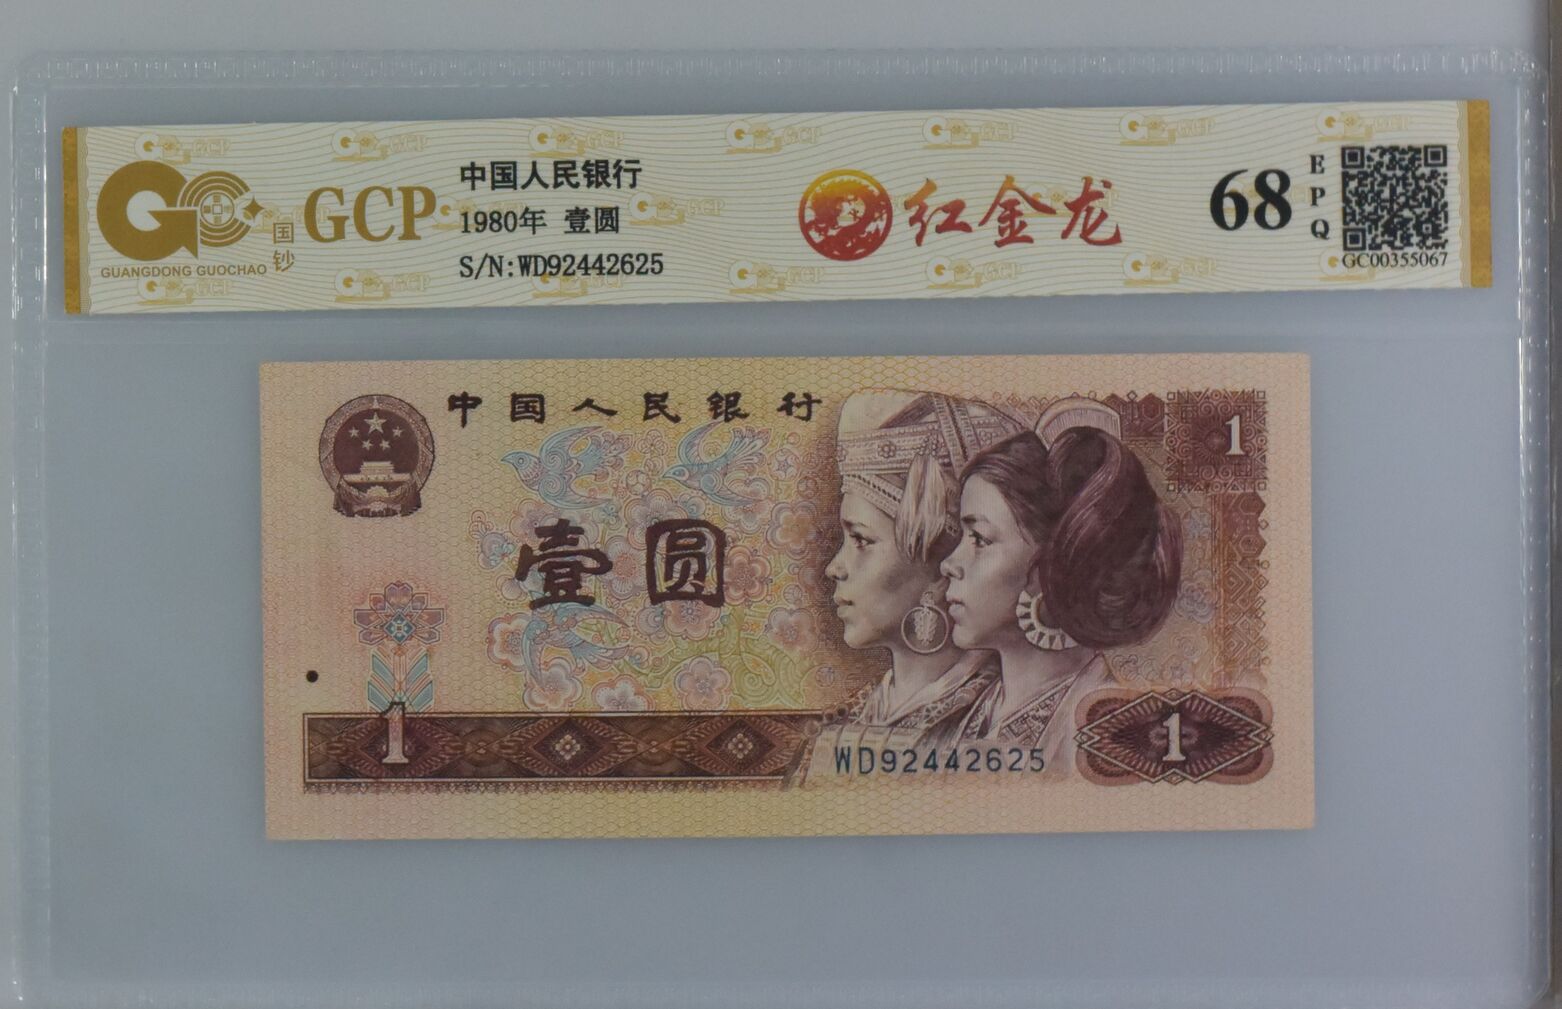 GCP
国钞
GUANGDONG GUOCHAO
中国人民银行
1980年 壹圆
S/N:WD92442625
红金龙
68
EPQ
GC00355067
中国人民银行
1
壹圆
1
WD92442625
1